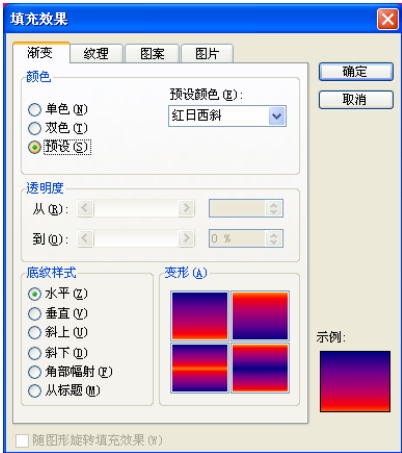 填充效果
渐变 纹理 图案 图片
确定
取消
颜色
单色(N)
双色(T)
预设(S)
预设颜色(E):
红日西斜
透明度
从(R):
到(O): 0 %
底纹样式
水平(Z)
垂直(V)
斜上(U)
斜下(D)
角部幅射(F)
从标题(M)
变形(A)
示例:
随图形旋转填充效果(W)